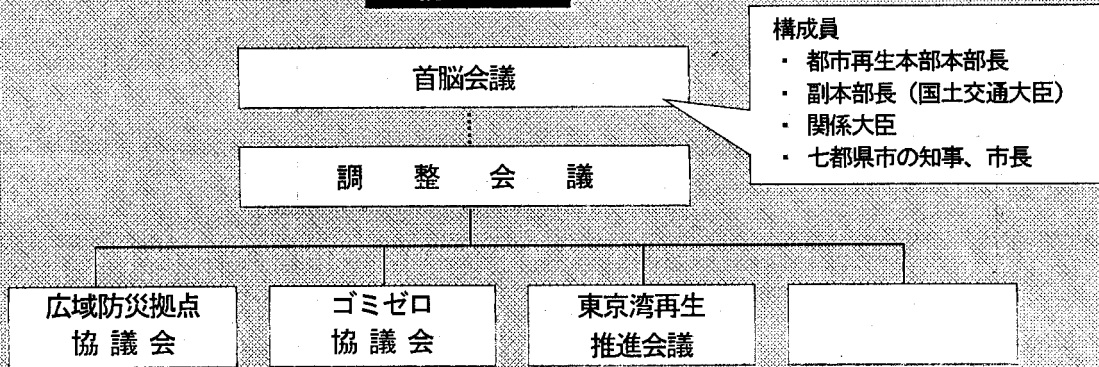 首脳会議
構成員
・ 都市再生本部本部長
・ 副本部長（国土交通大臣）
・ 関係大臣
・ 七都県市の知事、市長
調 整 会 議
広域防災拠点
協 議 会
ゴミゼロ
協 議 会
東京湾再生
推進会議